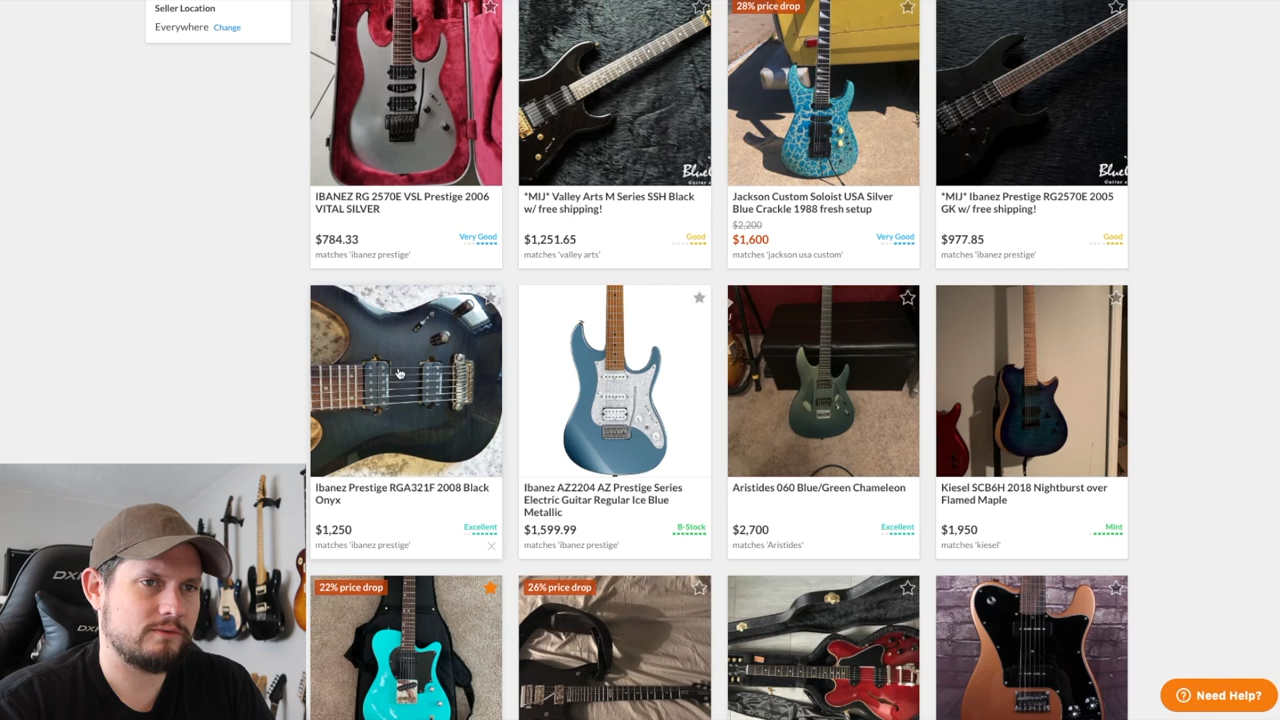 Seller Location
Everywhere Change
28% price drop
Blue
Blue
Guitar
IBANEZ RG 2570E VSL Prestige 2006
VITAL SILVER
$784.33
Very Good
matches 'ibanez prestige'
*MIJ* Valley Arts M Series SSH Black
w/ free shipping!
$1,251.65
Good
matches 'valley arts'
Jackson Custom Soloist USA Silver
Blue Crackle 1988 fresh setup
$2,200
$1,600
Very Good
matches 'jackson usa custom'
*MIJ* Ibanez Prestige RG2570E 2005
GK w/ free shipping!
$977.85
Good
matches 'ibanez prestige'
Ibanez Prestige RGA321F 2008 Black
Onyx
$1,250
Excellent
matches 'ibanez prestige'
Ibanez AZ2204 AZ Prestige Series
Electric Guitar Regular Ice Blue
Metallic
$1,599.99
B-Stock
matches 'ibanez prestige'
Aristides 060 Blue/Green Chameleon
$2,700
Excellent
matches 'Aristides'
Kiesel SCB6H 2018 Nightburst over
Flamed Maple
$1,950
Mint
matches 'kiesel'
22% price drop
26% price drop
DX
DX
Need Help?